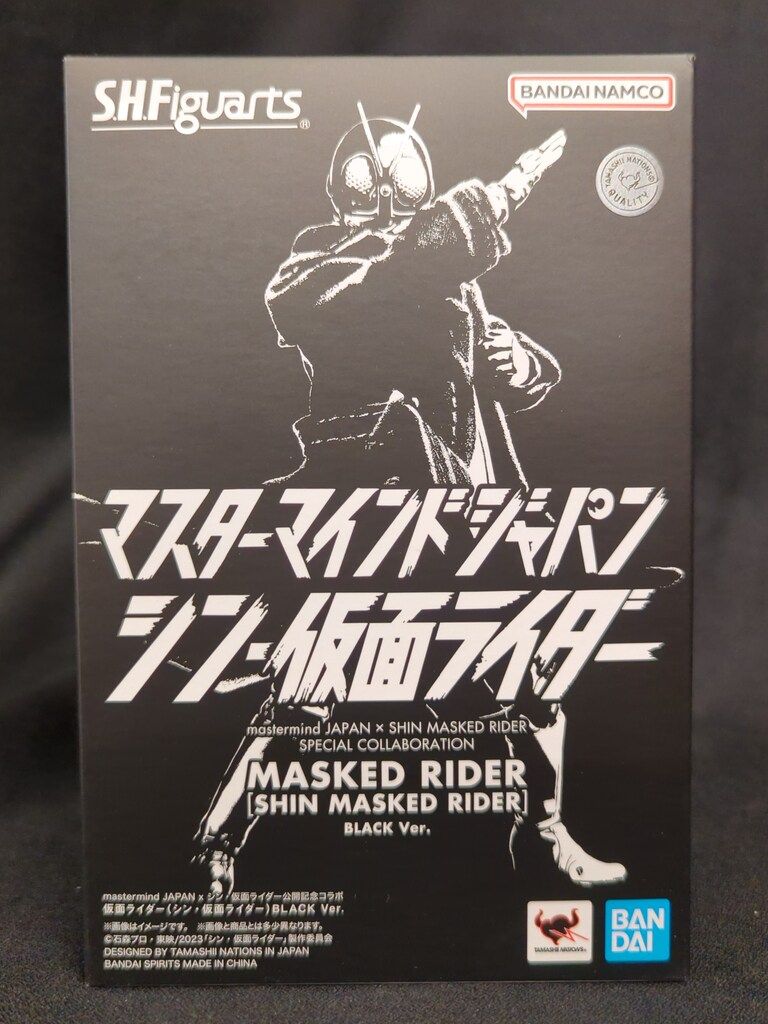 S.H.Figuarts®
BANDAI NAMCO
TAMASHII NATIONS
QUALITY
マスターマインドジャパン
シン・仮面ライダー
mastermind JAPAN × SHIN MASKED RIDER
SPECIAL COLLABORATION
MASKED RIDER
[SHIN MASKED RIDER]
BLACK Ver.
mastermind JAPAN x シン・仮面ライダー公開記念コラボ
仮面ライダー(シン・仮面ライダー)BLACK Ver.
※画像はイメージです。 ※画像と商品とは多少異なります。
©石森プロ・東映/2023「シン・仮面ライダー」製作委員会
DESIGNED BY TAMASHII NATIONS IN JAPAN
BANDAI SPIRITS MADE IN CHINA
TAMASHII NATIONS®
BAN
DAI